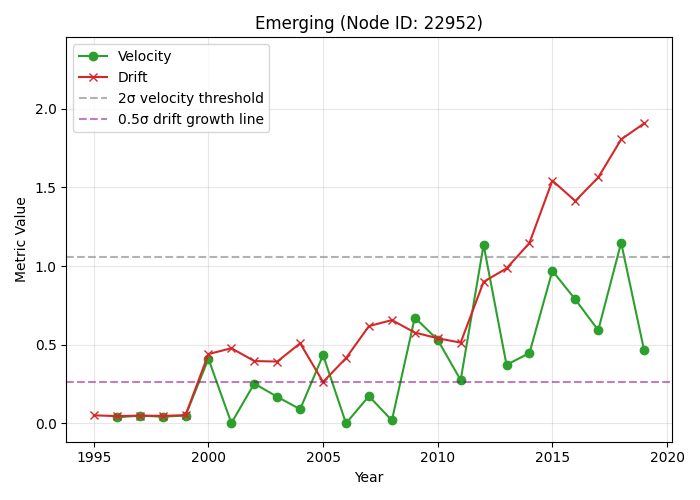 Emerging (Node ID: 22952)
Velocity
Drift
2σ velocity threshold
0.5σ drift growth line
Metric Value
2.0
1.5
1.0
0.5
0.0
1995 2000 2005 2010 2015 2020
Year